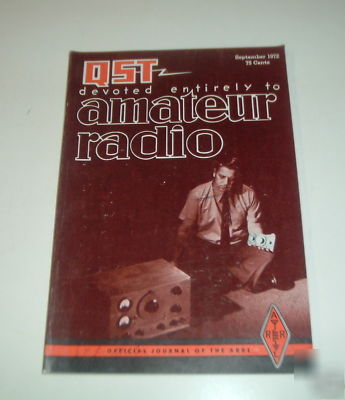 QST
September 1972
75 Cents
devoted entirely to
amateur
radio
OFFICIAL JOURNAL OF THE ARRL
A
R R
L